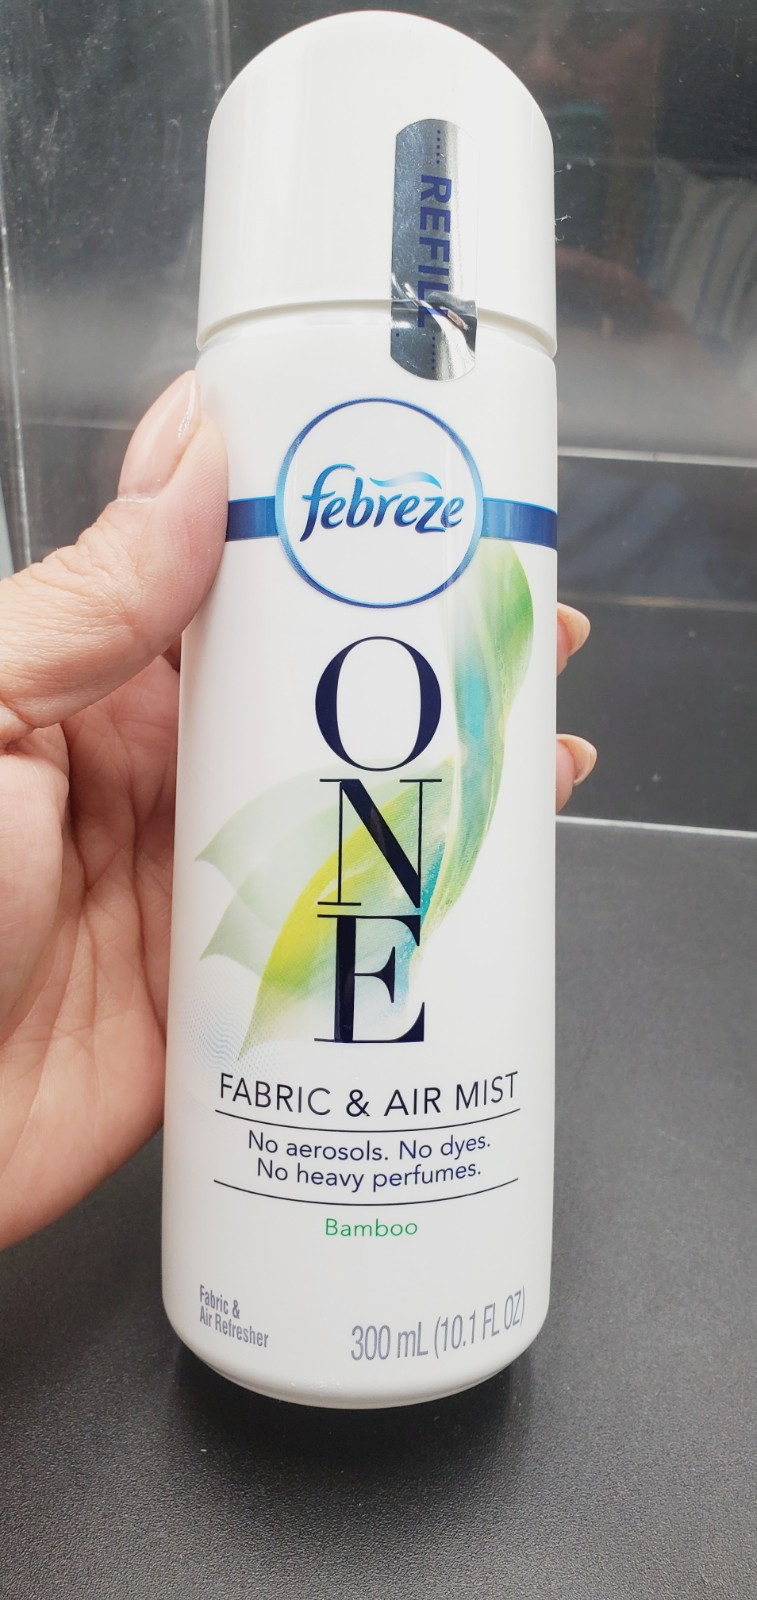 REFILL
febreze
ONE
FABRIC & AIR MIST
No aerosols. No dyes.
No heavy perfumes.
Bamboo
Fabric &
Air Refresher
300 mL (10.1 FL OZ)